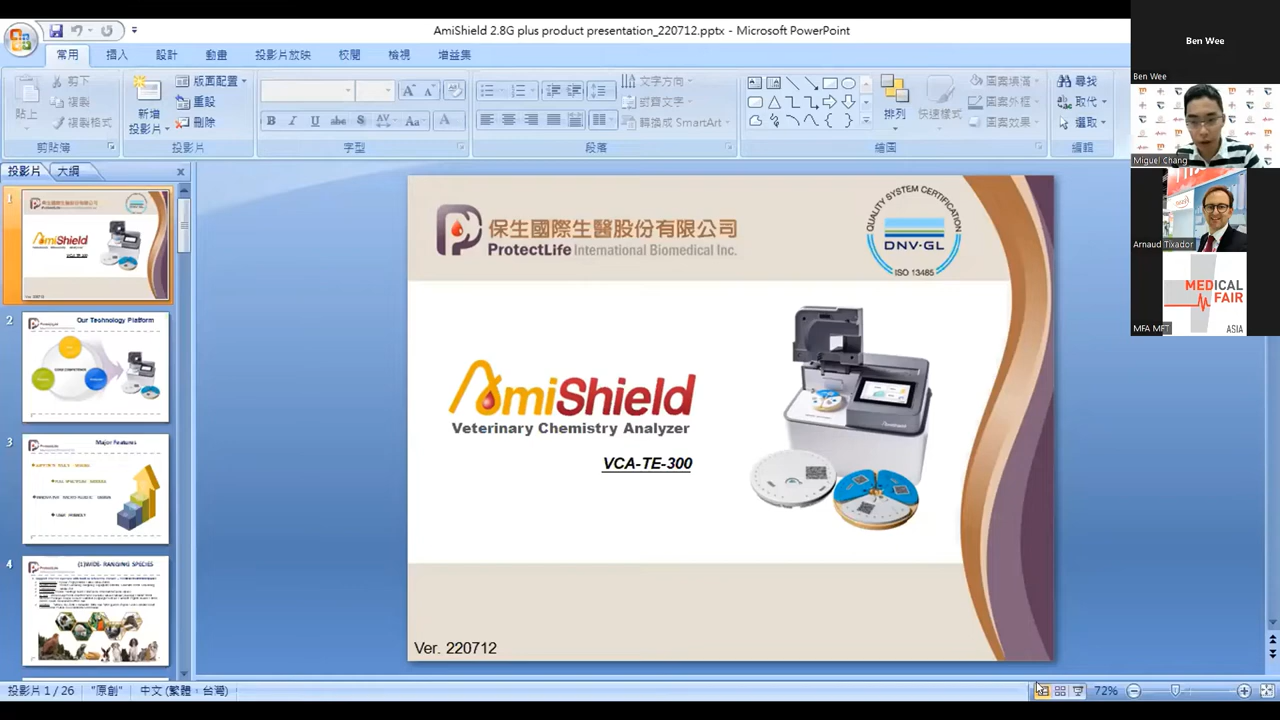 AmiShield 2.8G plus product presentation_220712.pptx - Microsoft PowerPoint
常用 插入 設計 動畫 投影片放映 校閱 檢視 增益集
貼上
剪下
複製
複製格式
剪貼簿
新增
投影片
版面配置
重設
刪除
投影片
B I U abc S AV Aa A
字型
文字方向
對齊文字
轉換成 SmartArt
段落
排列
快速樣式
圖案填滿
圖案外框
圖案效果
繪圖
尋找
取代
選取
編輯
投影片 大綱
1
AmiShield
2
Our Technology Platform
3
Major Features
4
(1)WIDE- RANGING SPECIES
保生國際生醫股份有限公司
ProtectLife International Biomedical Inc.
QUALITY SYSTEM CERTIFICATION
DNV·GL
ISO 13485
AmiShield
Veterinary Chemistry Analyzer
VCA-TE-300
Ver. 220712
Ben Wee
Ben Wee
Miguel Chang
Arnaud Tixador
MEDICAL
FAIR
ASIA
MFA MFT
投影片 1 / 26 "原創" 中文 (繁體，台灣)
72%